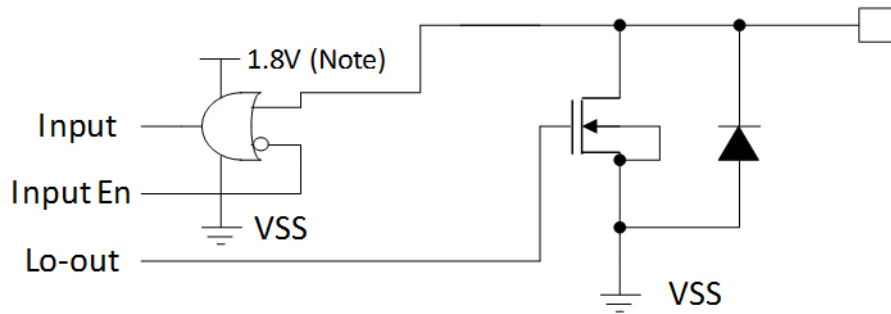 1.8V (Note)
Input
Input En
VSS
Lo-out
VSS